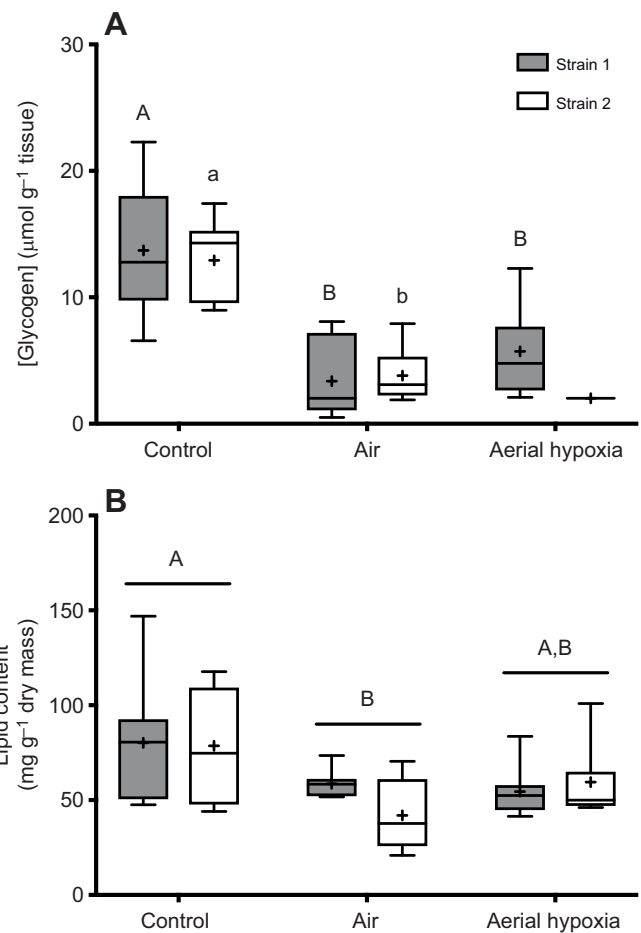 A
30
Strain 1
Strain 2
A
a
20
B
B
b
10
0
[Glycogen] (μmol g–1 tissue)
Control Air Aerial hypoxia
B
200
A
150
A,B
B
100
50
0
Lipid content
(mg g–1 dry mass)
Control Air Aerial hypoxia